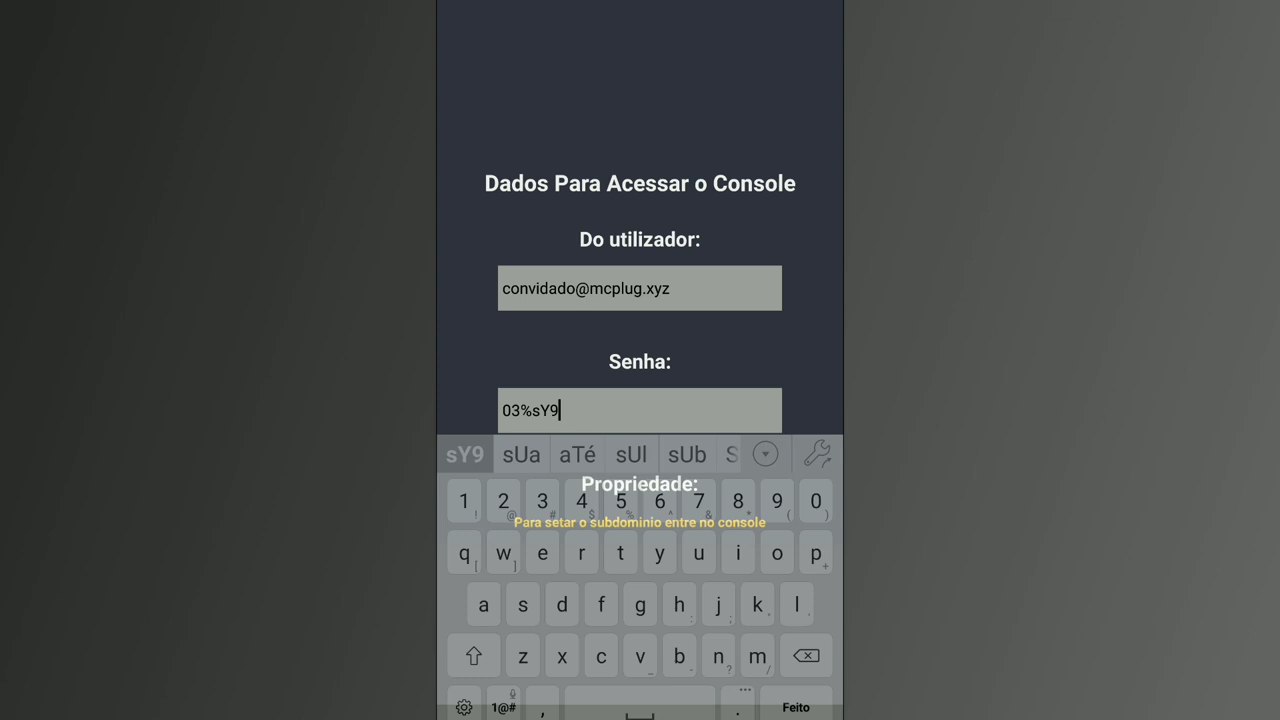 Dados Para Acessar o Console
Do utilizador:
convidado@mcplug.xyz
Senha:
03%sY9
sY9 sUa aTé sUl sUb S
Propriedade:
1 2 3 4 5 6 7 8 9 0
! @ # $ % ^ & * ( )
Para setar o subdominio entre no console
q w e r t y u i o p
[ ] +
a s d f g h j k l
: ; 
z x c v b n m
_ - ? /
1@# , . Feito